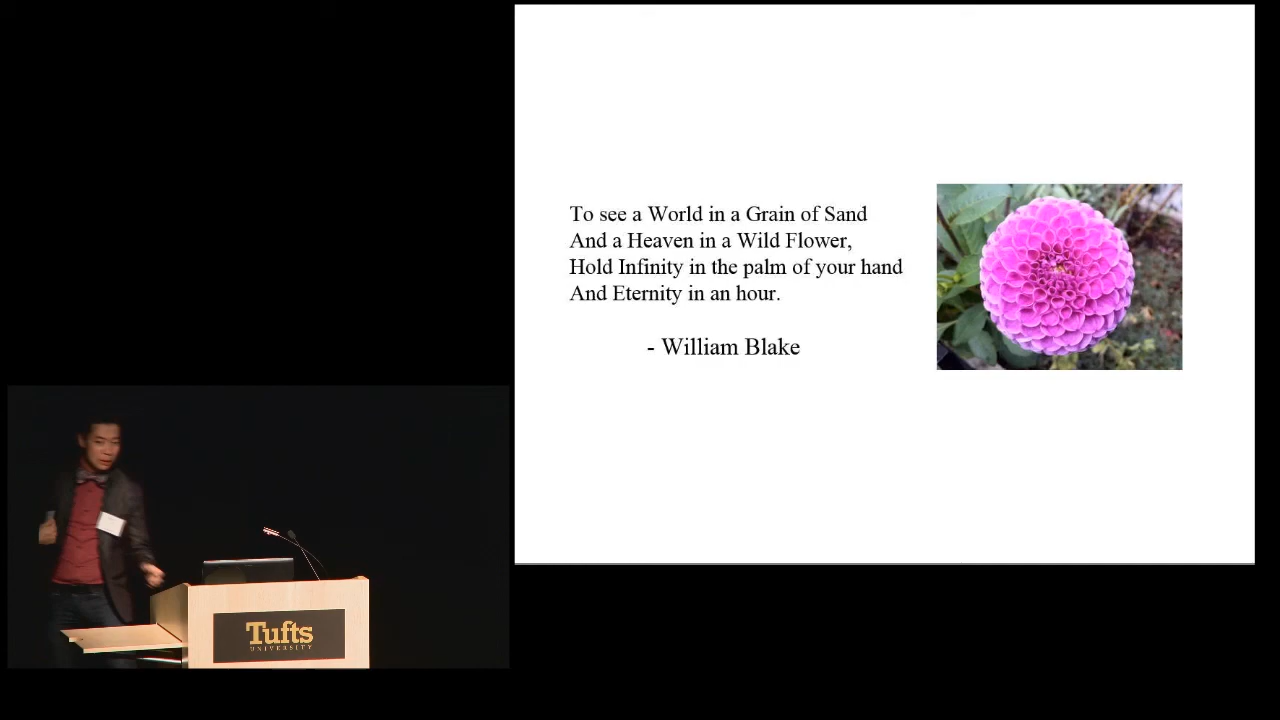 To see a World in a Grain of Sand
And a Heaven in a Wild Flower,
Hold Infinity in the palm of your hand
And Eternity in an hour.
- William Blake
Tufts
UNIVERSITY